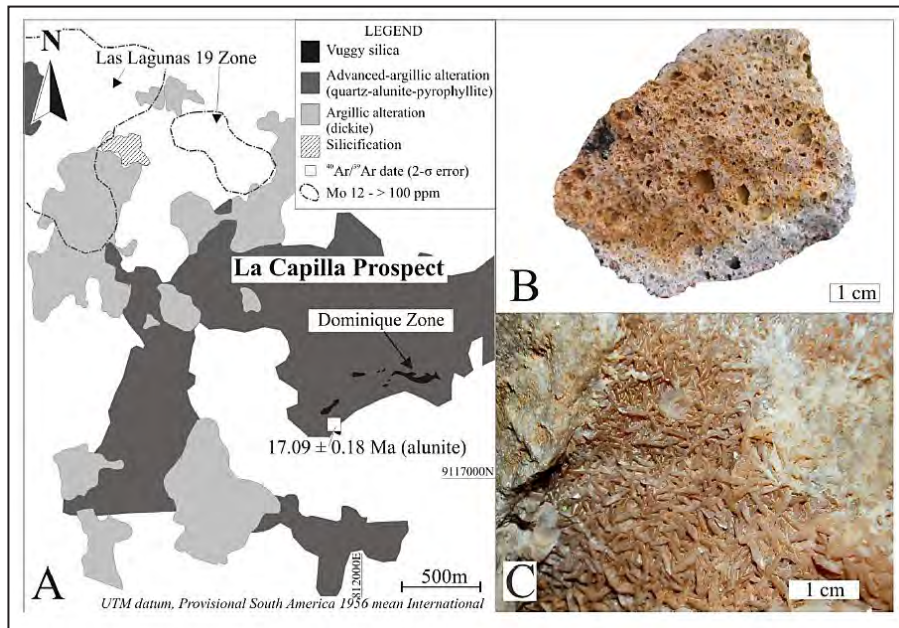 N
Las Lagunas 19 Zone
LEGEND
Vuggy silica
Advanced-argillic alteration
(quartz-alunite-pyrophyllite)
Argillic alteration
(dickite)
Silicification
⁴⁰Ar/³⁹Ar date (2-σ error)
Mo 12 - > 100 ppm
La Capilla Prospect
Dominique Zone
17.09 ± 0.18 Ma (alunite)
9117000N
812000E
500m
A
UTM datum, Provisional South America 1956 mean International
B
1 cm
C
1 cm